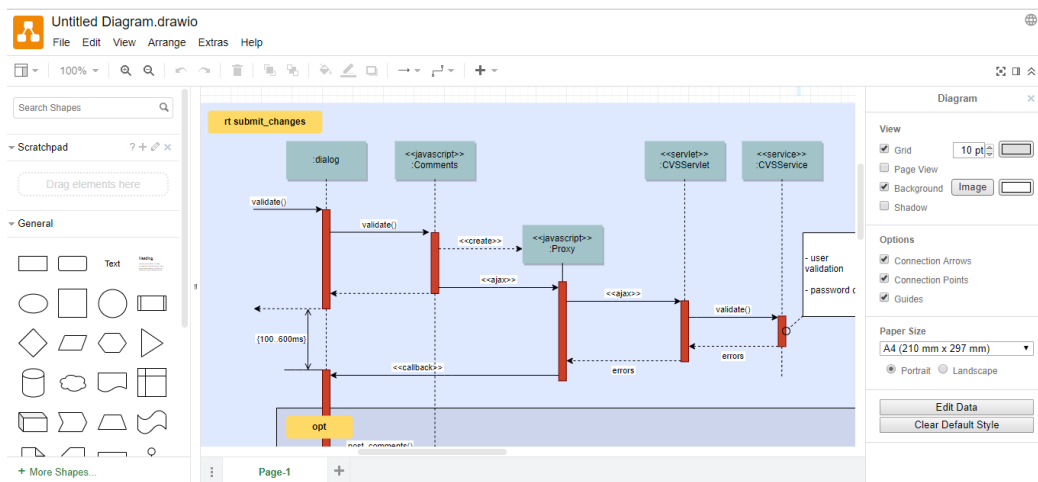 Untitled Diagram.drawio
File Edit View Arrange Extras Help
100%
Search Shapes
Scratchpad
?
Drag elements here
General
Text
Heading
+ More Shapes...
rt submit_changes
:dialog
<<javascript>>
:Comments
<<servlet>>
:CVSServlet
<<service>>
:CVSService
validate()
validate()
<<create>>
<<javascript>>
:Proxy
- user
validation
- password
<<ajax>>
<<ajax>>
validate()
{100..600ms}
errors
errors
<<callback>>
opt
post_comments()
Page-1
Diagram
View
Grid 10 pt
Page View
Background Image
Shadow
Options
Connection Arrows
Connection Points
Guides
Paper Size
A4 (210 mm x 297 mm)
Portrait Landscape
Edit Data
Clear Default Style